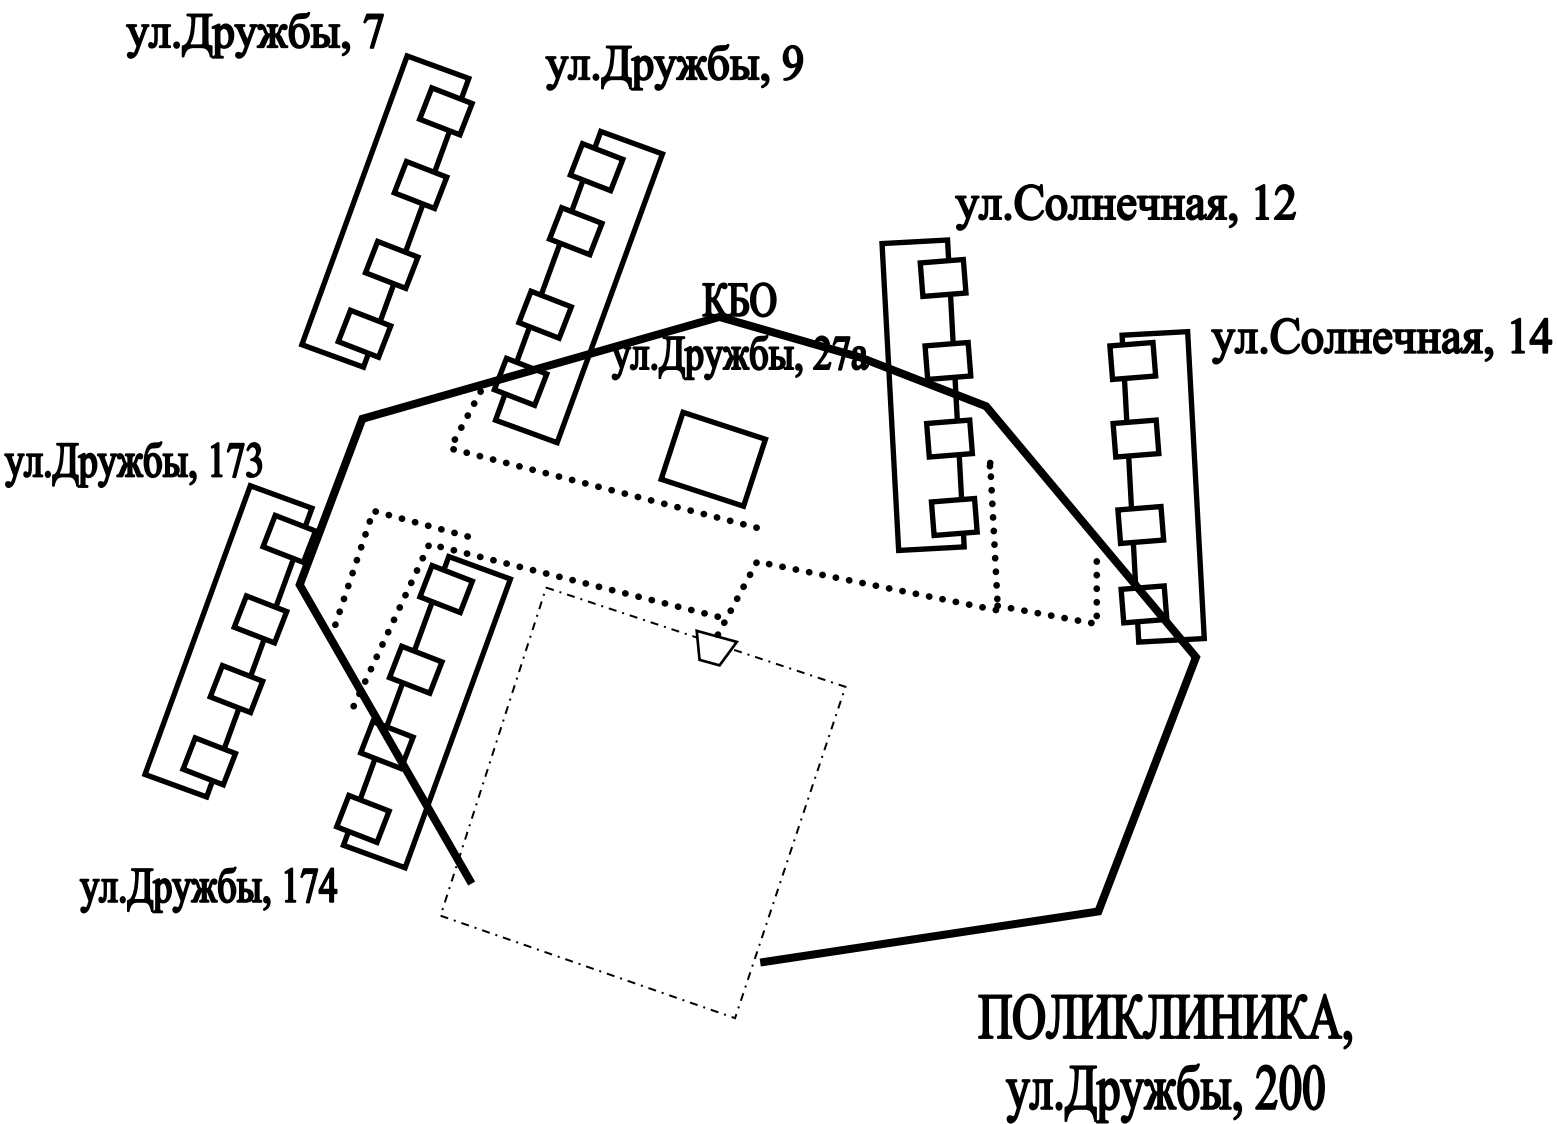 ул.Дружбы, 7
ул.Дружбы, 9
ул.Солнечная, 12
КБО
ул.Дружбы, 27а
ул.Солнечная, 14
ул.Дружбы, 173
ул.Дружбы, 174
ПОЛИКЛИНИКА,
ул.Дружбы, 200